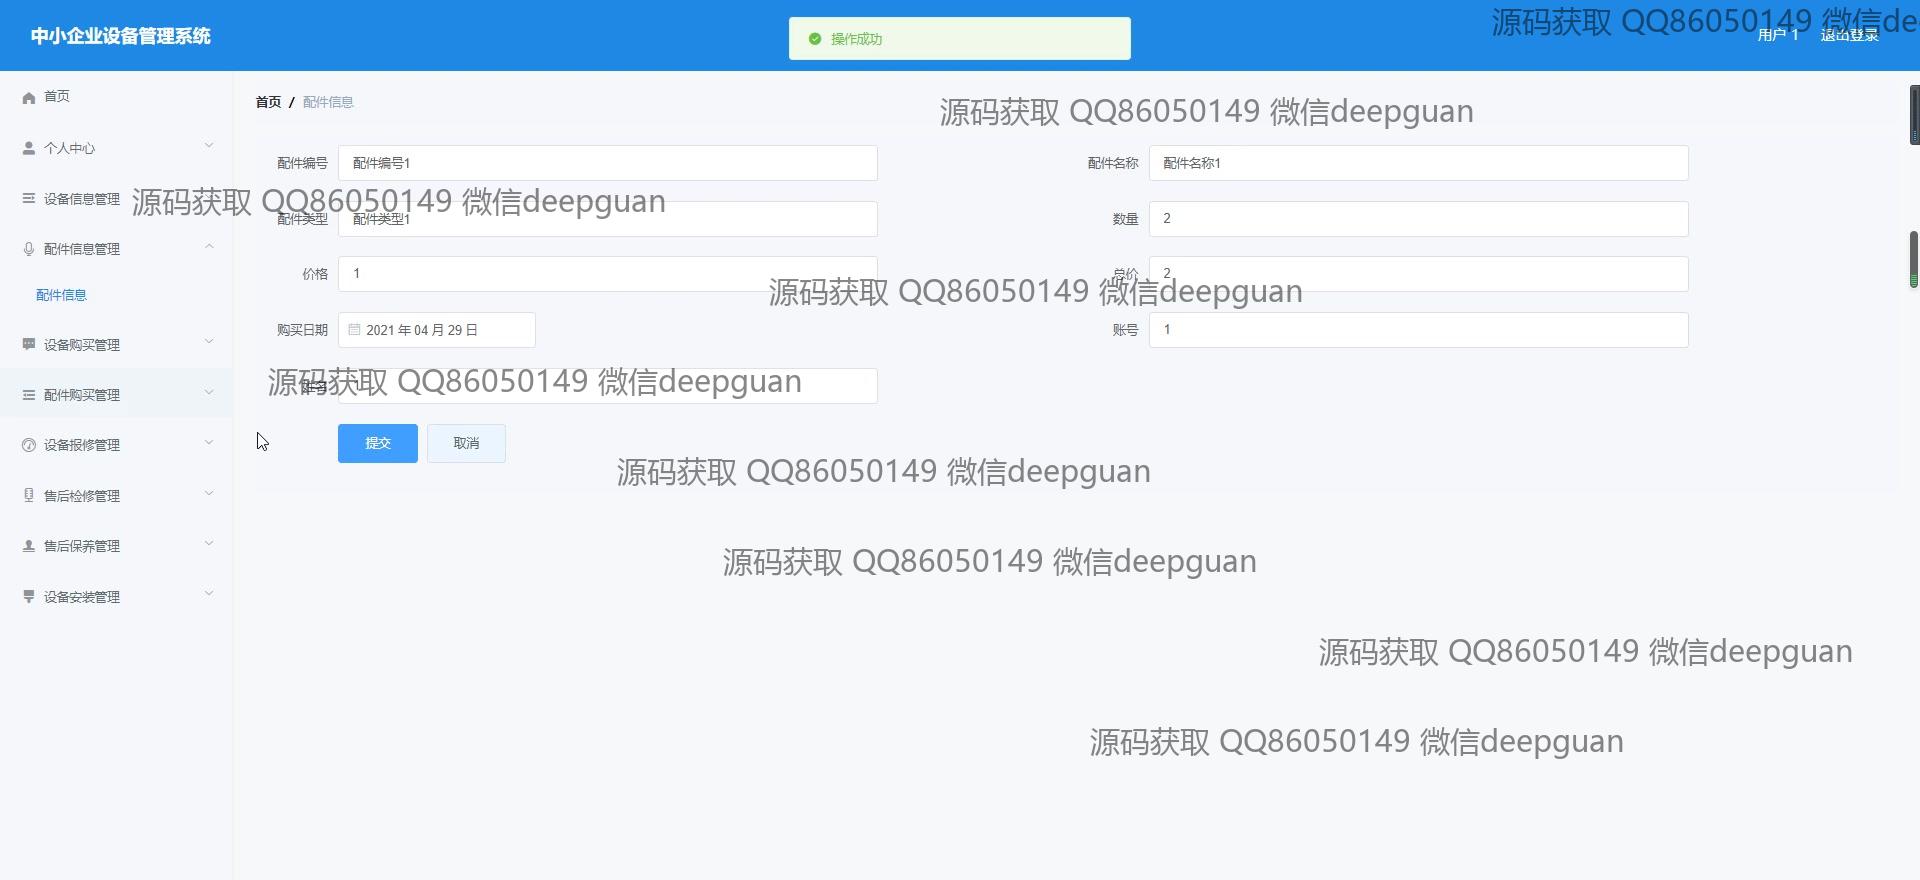 中小企业设备管理系统
操作成功
源码获取 QQ86050149 微信de
用户 1 退出登录
首页
首页 / 配件信息
源码获取 QQ86050149 微信deepguan
个人中心
配件编号 配件编号1
配件名称 配件名称1
设备信息管理
源码获取 QQ86050149 微信deepguan
配件类型 配件类型1
数量 2
配件信息管理
价格 1
总价 2
配件信息
源码获取 QQ86050149 微信deepguan
购买日期 2021 年 04 月 29 日
账号 1
设备购买管理
源码获取 QQ86050149 微信deepguan
姓名
配件购买管理
提交 取消
设备报修管理
源码获取 QQ86050149 微信deepguan
售后检修管理
售后保养管理
源码获取 QQ86050149 微信deepguan
设备安装管理
源码获取 QQ86050149 微信deepguan
源码获取 QQ86050149 微信deepguan